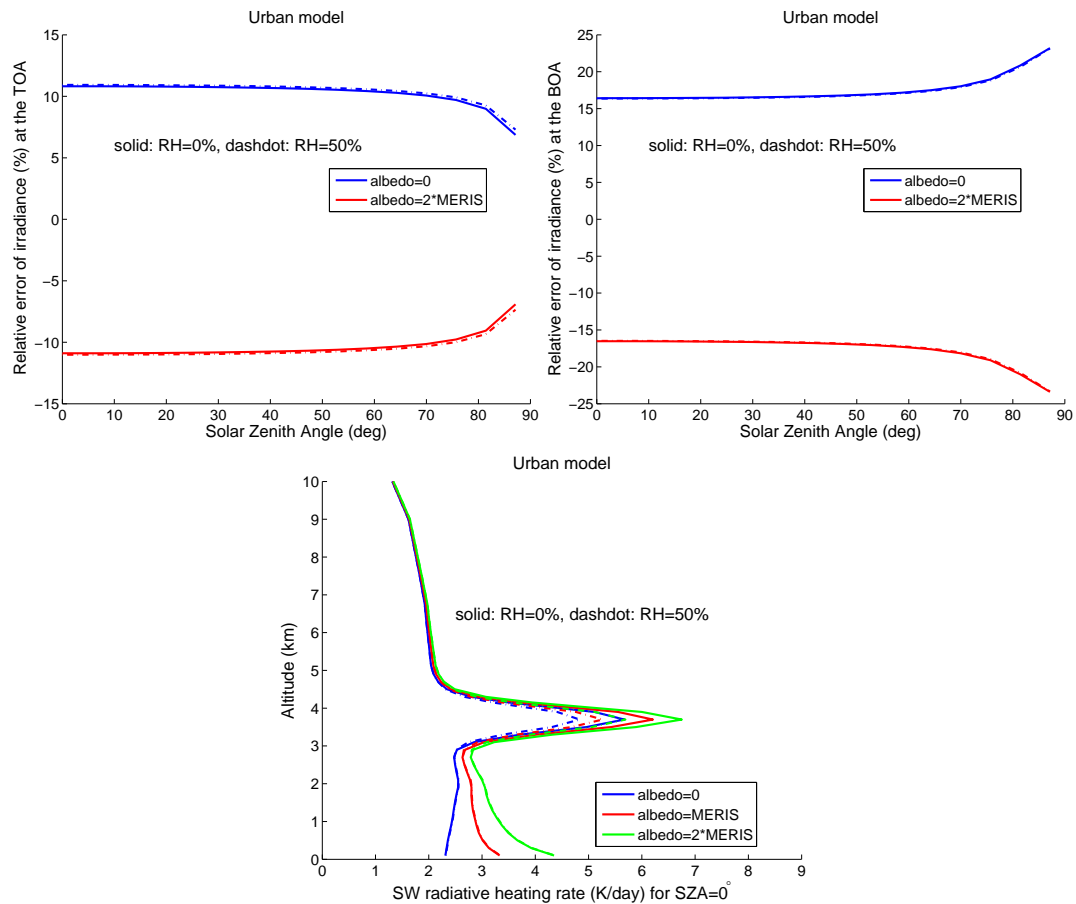 Urban model
Relative error of irradiance (%) at the TOA
15
10
5
0
−5
−10
−15
solid: RH=0%, dashdot: RH=50%
albedo=0
albedo=2*MERIS
0 10 20 30 40 50 60 70 80 90
Solar Zenith Angle (deg)
Urban model
Relative error of irradiance (%) at the BOA
25
20
15
10
5
0
−5
−10
−15
−20
−25
solid: RH=0%, dashdot: RH=50%
albedo=0
albedo=2*MERIS
0 10 20 30 40 50 60 70 80 90
Solar Zenith Angle (deg)
Urban model
Altitude (km)
10
9
8
7
6
5
4
3
2
1
0
solid: RH=0%, dashdot: RH=50%
albedo=0
albedo=MERIS
albedo=2*MERIS
0 1 2 3 4 5 6 7 8 9
SW radiative heating rate (K/day) for SZA=0°